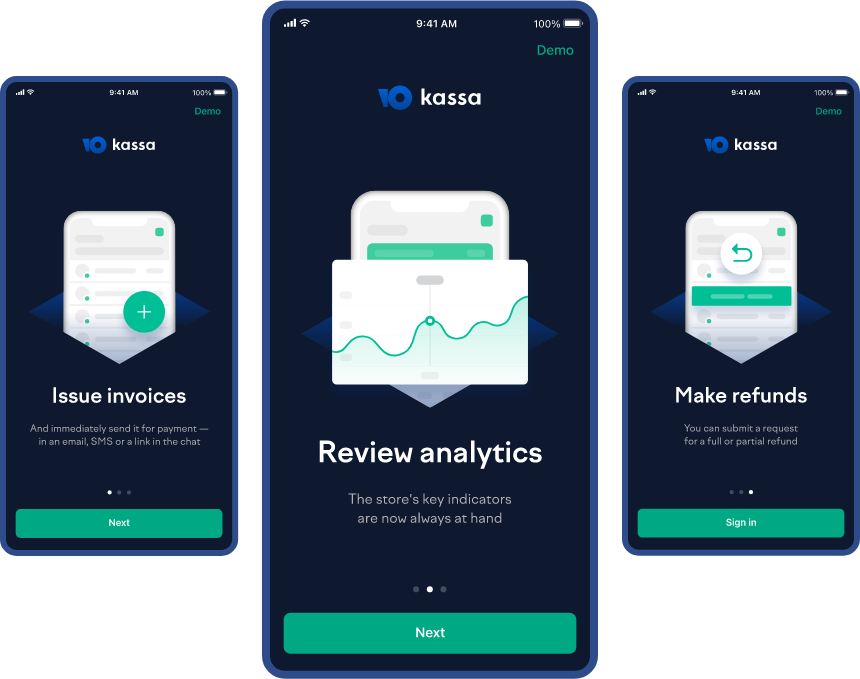 9:41 AM
100%
Demo
Ю kassa
Issue invoices
And immediately send it for payment —
in an email, SMS or a link in the chat
Next
9:41 AM
100%
Demo
Ю kassa
Review analytics
The store's key indicators
are now always at hand
Next
9:41 AM
100%
Demo
Ю kassa
Make refunds
You can submit a request
for a full or partial refund
Sign in